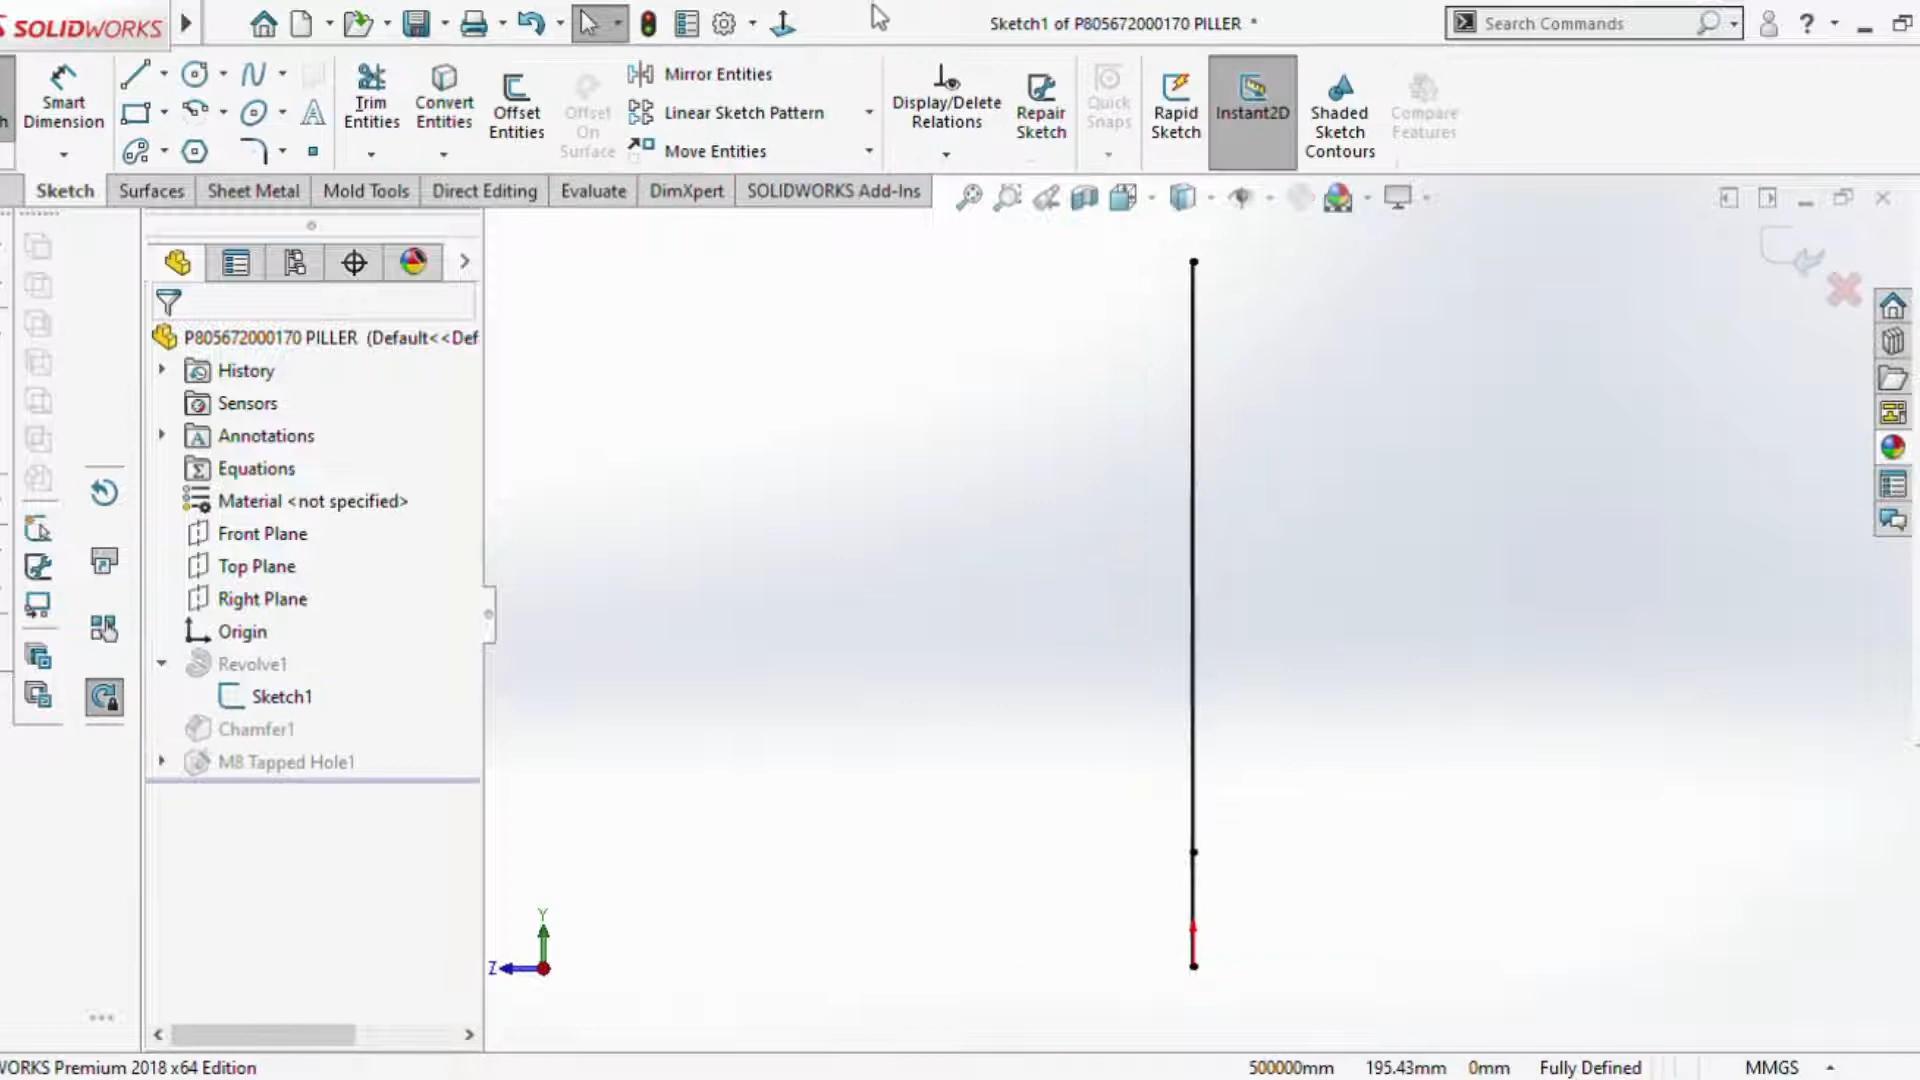 SOLIDWORKS
Sketch1 of P805672000170 PILLER *
Search Commands
?
Smart Dimension
Trim Entities
Convert Entities
Offset Entities
Offset On Surface
Mirror Entities
Linear Sketch Pattern
Move Entities
Display/Delete Relations
Repair Sketch
Quick Snaps
Rapid Sketch
Instant2D
Shaded Sketch Contours
Compare Features
Sketch
Surfaces
Sheet Metal
Mold Tools
Direct Editing
Evaluate
DimXpert
SOLIDWORKS Add-Ins
P805672000170 PILLER (Default<<Def
History
Sensors
Annotations
Equations
Material <not specified>
Front Plane
Top Plane
Right Plane
Origin
Revolve1
Sketch1
Chamfer1
M8 Tapped Hole1
Y
Z
WORKS Premium 2018 x64 Edition
500000mm
195.43mm
0mm
Fully Defined
MMGS